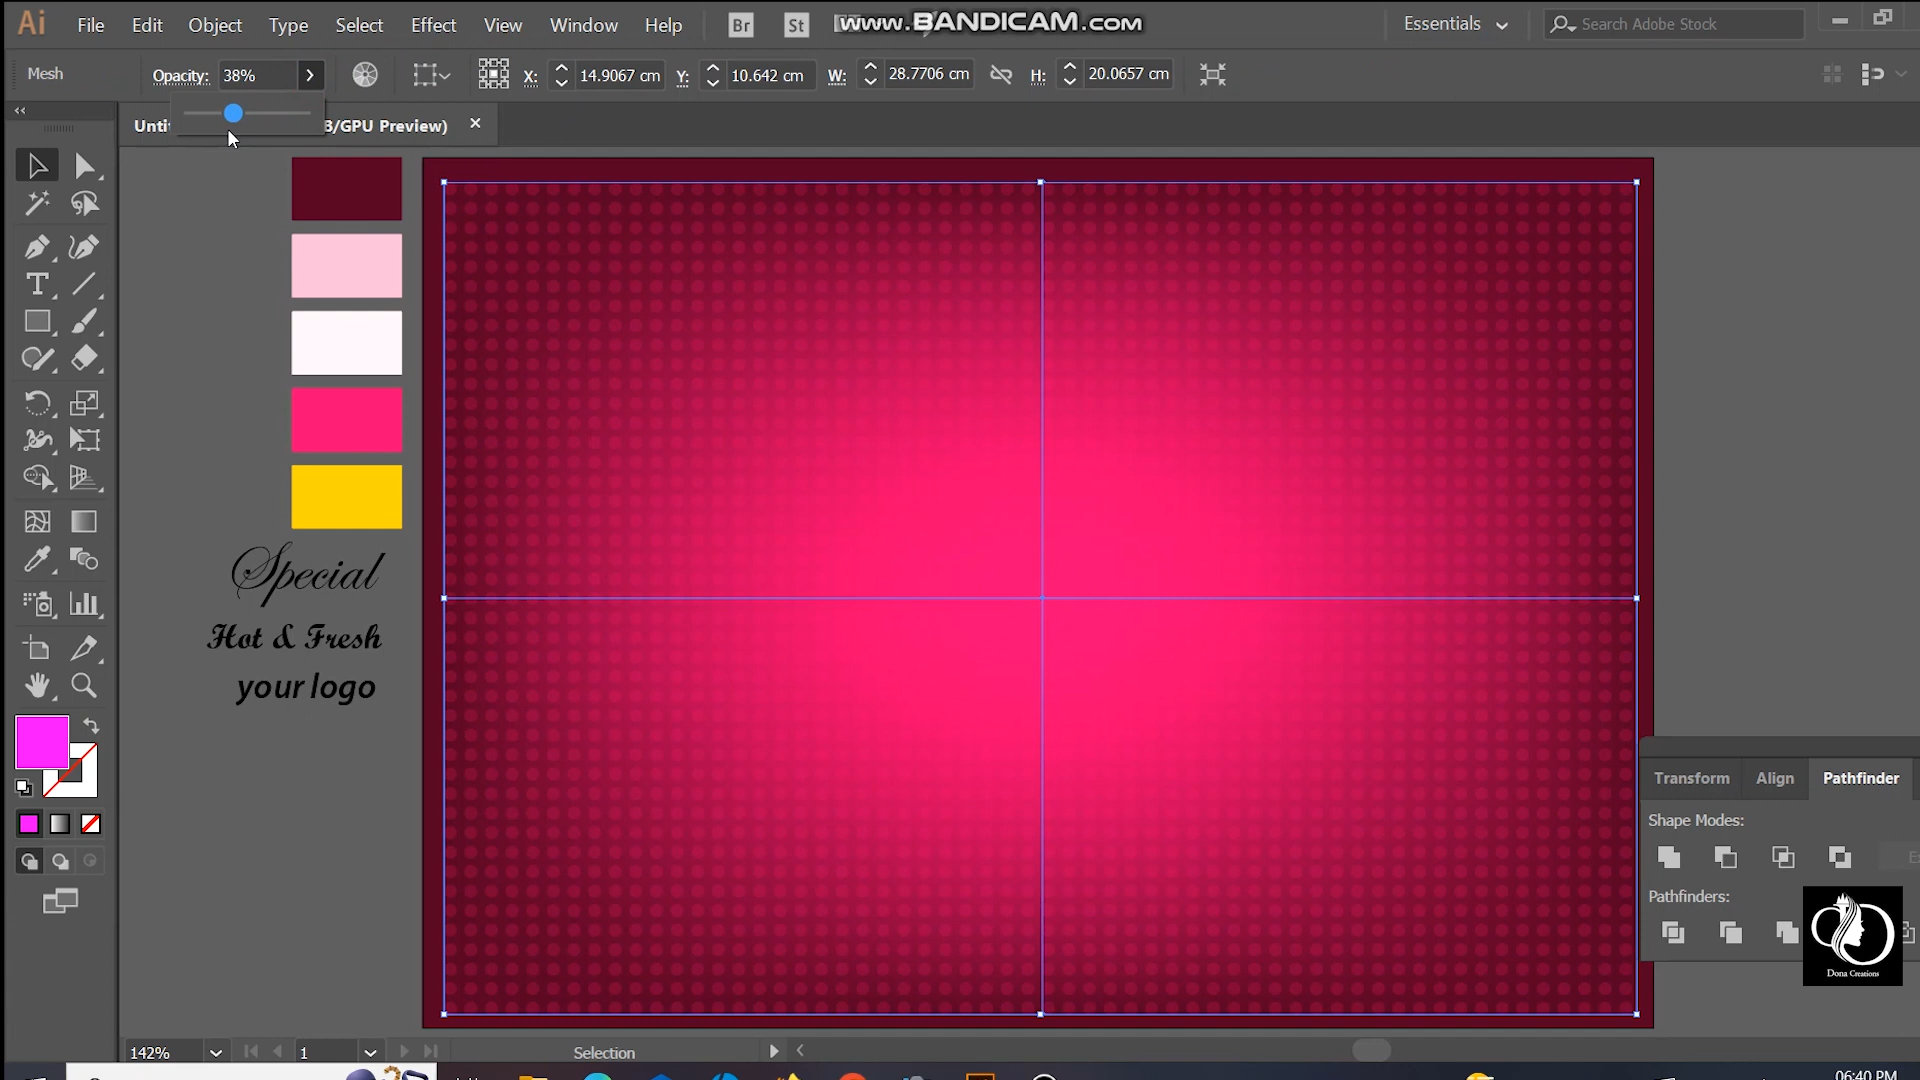 Ai File Edit Object Type Select Effect View Window Help Br St www.BANDICAM.com Essentials Search Adobe Stock
Mesh Opacity: 38% X: 14.9067 cm Y: 10.642 cm W: 28.7706 cm H: 20.0657 cm
Unti B/GPU Preview)
Special
Hot & Fresh
your logo
Transform Align Pathfinder
Shape Modes:
Pathfinders:
Dona Creations
142% 1 Selection
06:40 PM